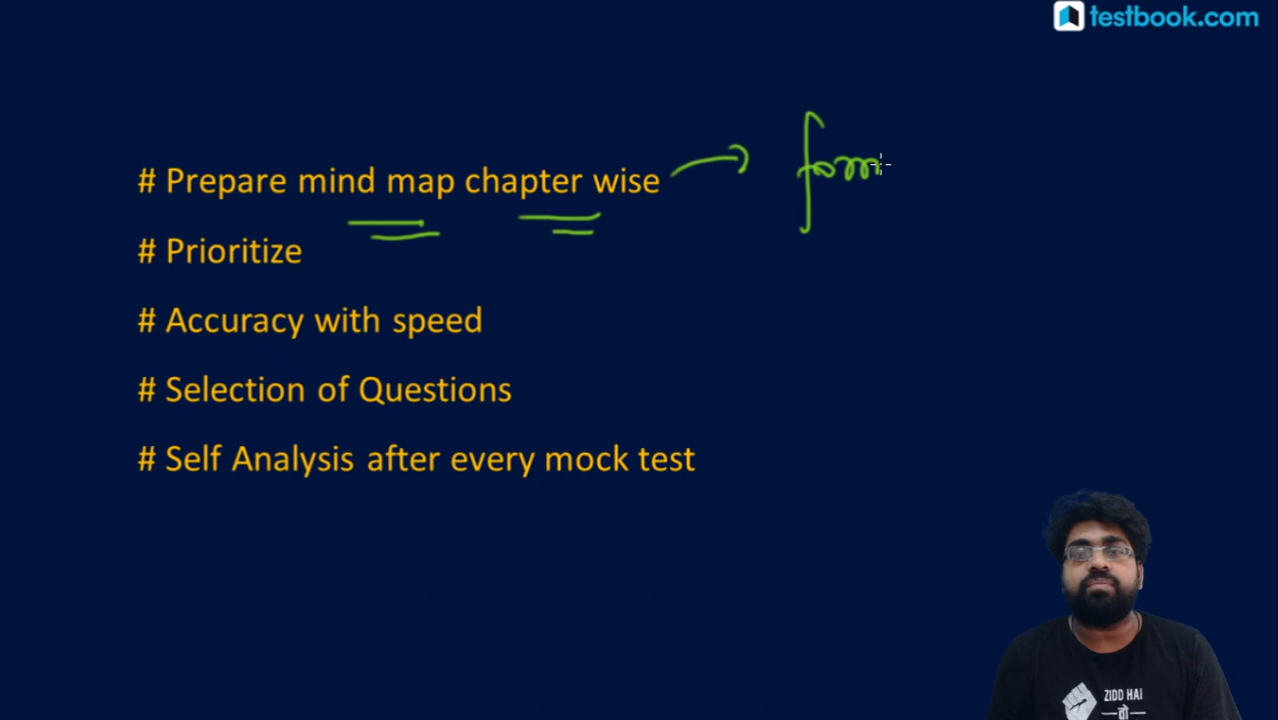 testbook.com
# Prepare mind map chapter wise
form
# Prioritize
# Accuracy with speed
# Selection of Questions
# Self Analysis after every mock test
ZIDD HAI
तो